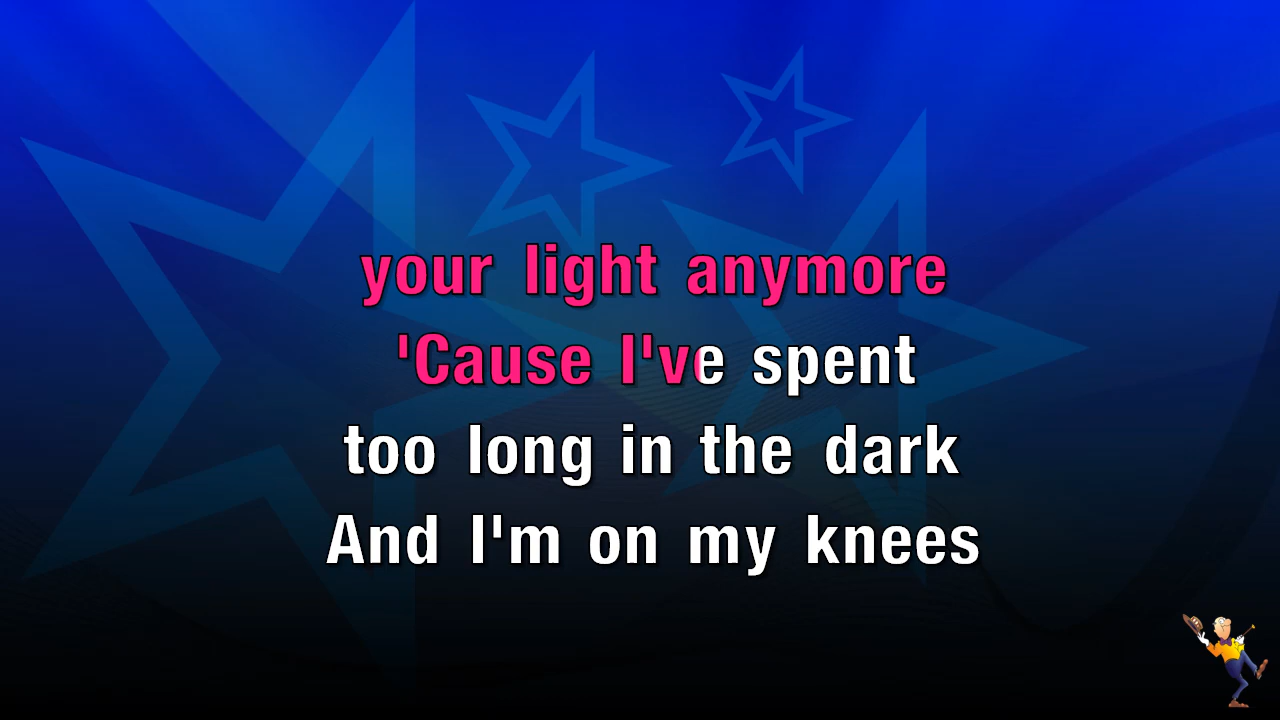 your light anymore
'Cause I've spent
too long in the dark
And I'm on my knees